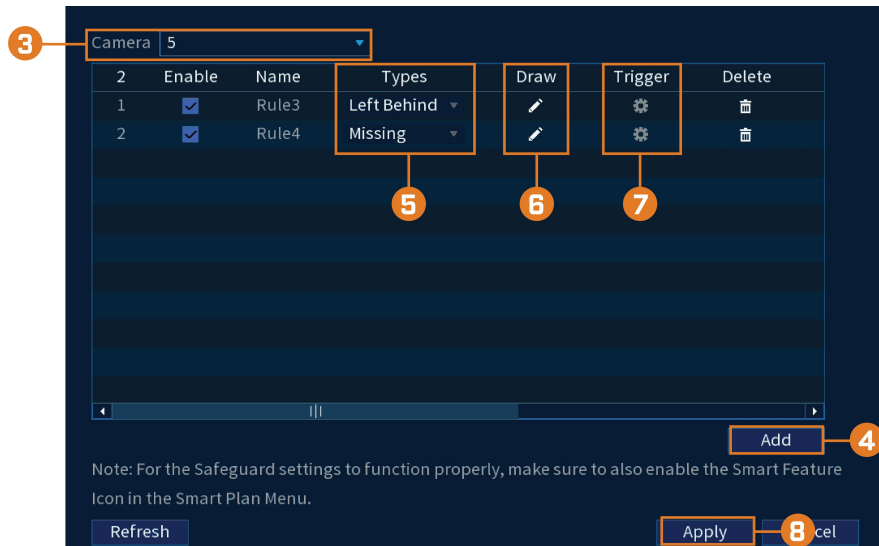 3 Camera 5
2 Enable Name Types Draw Trigger Delete
1 Rule3 Left Behind
2 Rule4 Missing
5 6 7
Add 4
Note: For the Safeguard settings to function properly, make sure to also enable the Smart Feature
Icon in the Smart Plan Menu.
Refresh Apply 8 cel